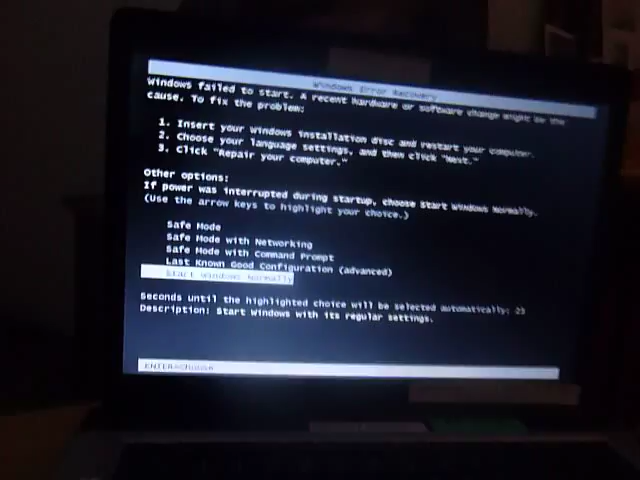 Windows Error Recovery
Windows failed to start. A recent hardware or software change might be the
cause. To fix the problem:
1. Insert your Windows installation disc and restart your computer.
2. Choose your language settings, and then click "Next."
3. Click "Repair your computer."
Other options:
If power was interrupted during startup, choose Start Windows Normally.
(Use the arrow keys to highlight your choice.)
Safe Mode
Safe Mode with Networking
Safe Mode with Command Prompt
Last Known Good Configuration (advanced)
Start Windows Normally
Seconds until the highlighted choice will be selected automatically: 23
Description: Start Windows with its regular settings.
ENTER=Choose